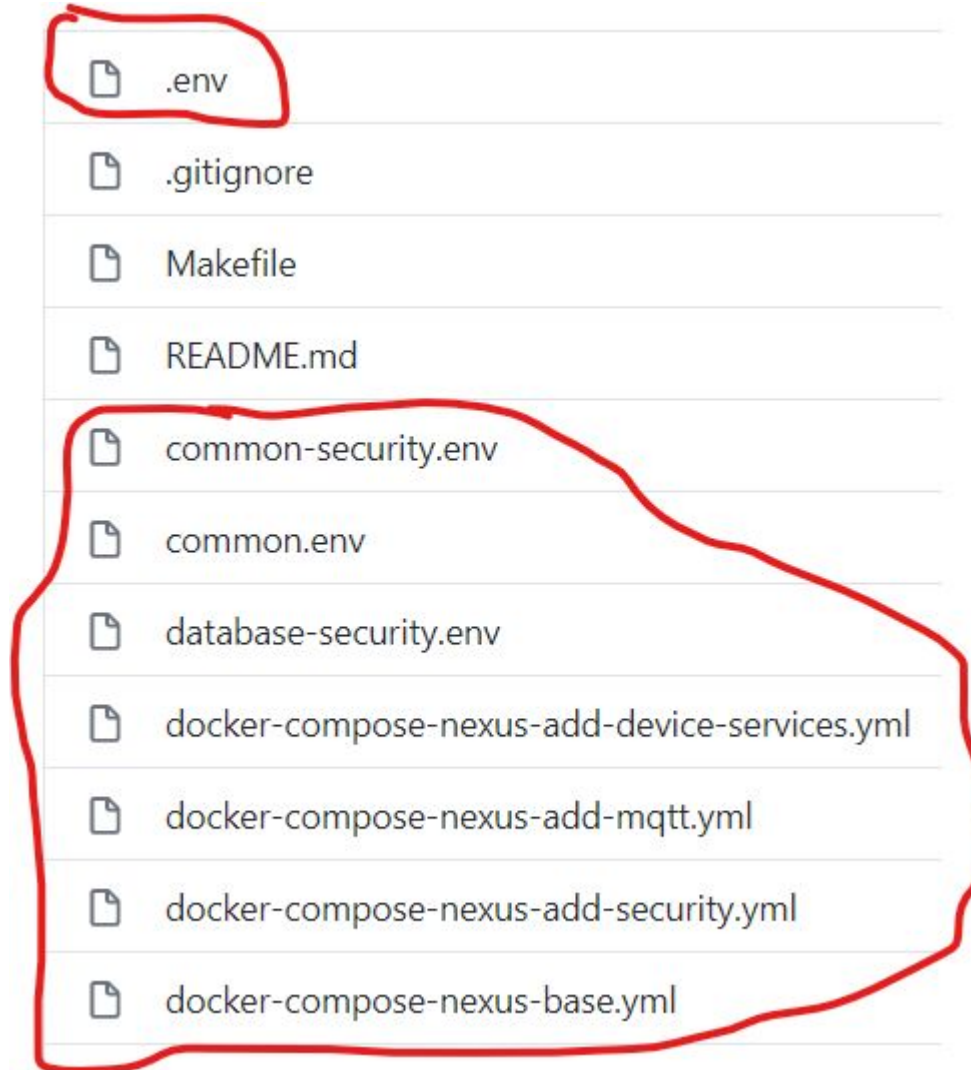 .env
.gitignore
Makefile
README.md
common-security.env
common.env
database-security.env
docker-compose-nexus-add-device-services.yml
docker-compose-nexus-add-mqtt.yml
docker-compose-nexus-add-security.yml
docker-compose-nexus-base.yml